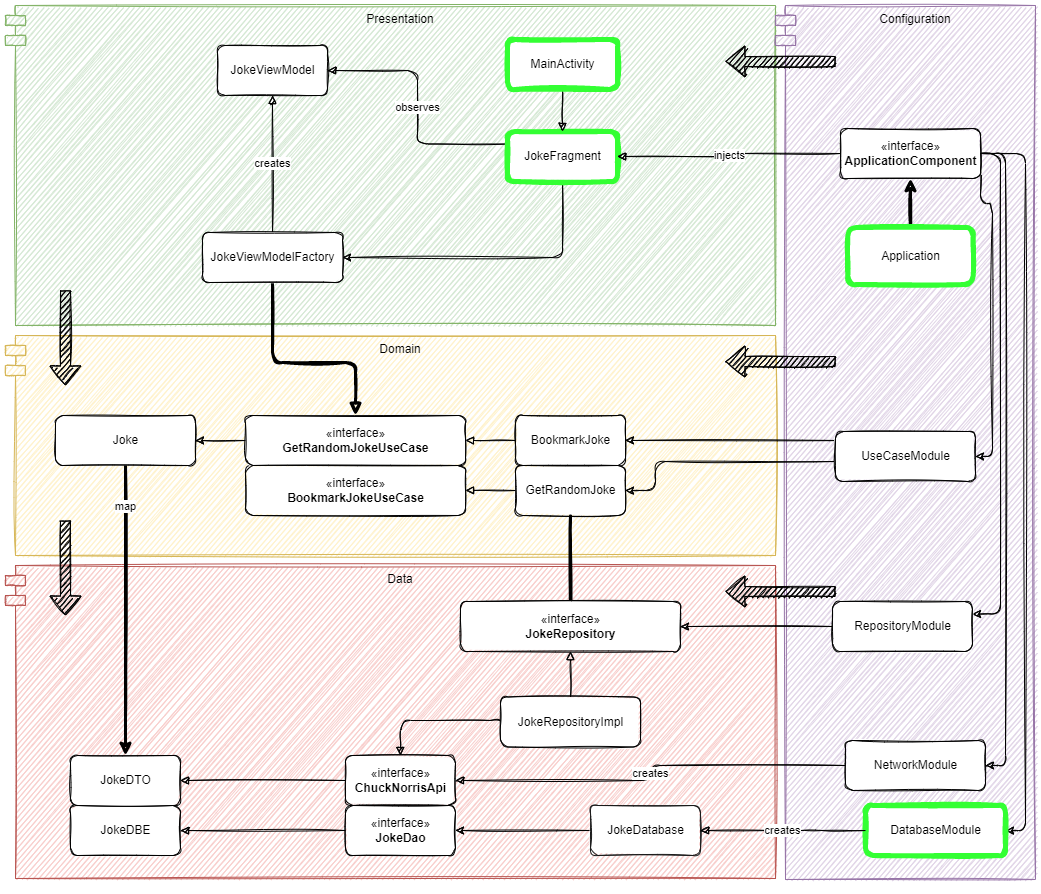 Presentation
Configuration
MainActivity
JokeViewModel
observes
«interface»
ApplicationComponent
JokeFragment
injects
creates
JokeViewModelFactory
Application
Domain
Joke
«interface»
GetRandomJokeUseCase
BookmarkJoke
UseCaseModule
«interface»
BookmarkJokeUseCase
GetRandomJoke
map
Data
«interface»
JokeRepository
RepositoryModule
JokeRepositoryImpl
JokeDTO
«interface»
ChuckNorrisApi
creates
NetworkModule
JokeDBE
«interface»
JokeDao
JokeDatabase
creates
DatabaseModule